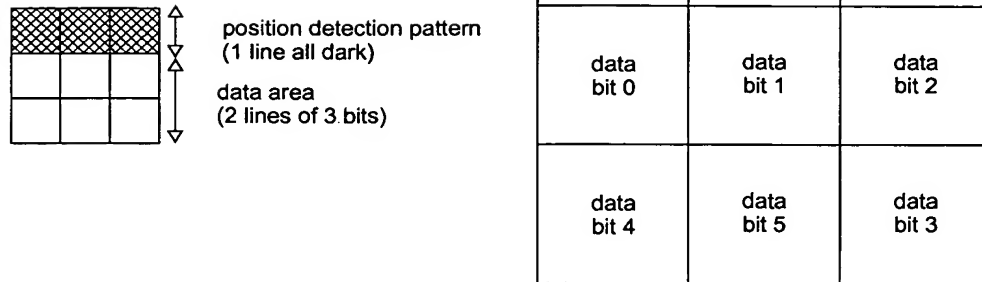 position detection pattern
(1 line all dark)
data area
(2 lines of 3 bits)
data
bit 0
data
bit 1
data
bit 2
data
bit 4
data
bit 5
data
bit 3